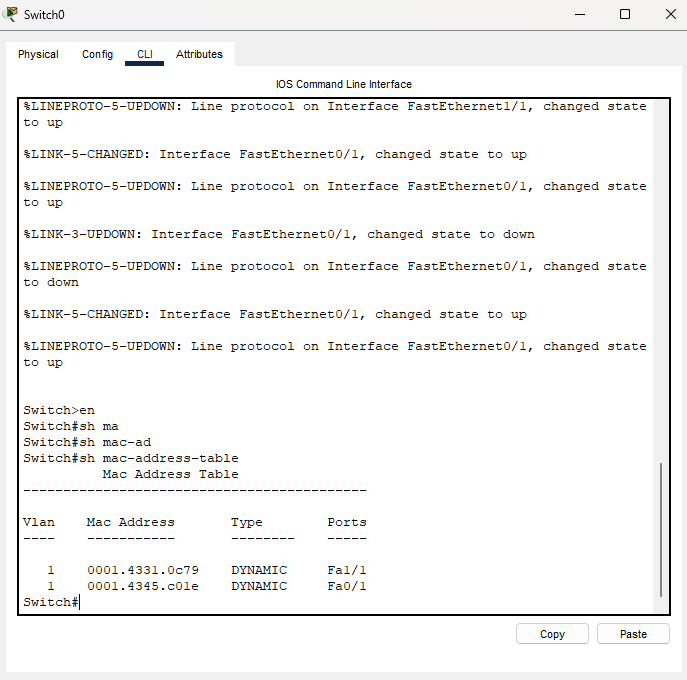 Switch0
Physical Config CLI Attributes
IOS Command Line Interface
%LINEPROTO-5-UPDOWN: Line protocol on Interface FastEthernet1/1, changed state
to up
%LINK-5-CHANGED: Interface FastEthernet0/1, changed state to up
%LINEPROTO-5-UPDOWN: Line protocol on Interface FastEthernet0/1, changed state
to up
%LINK-3-UPDOWN: Interface FastEthernet0/1, changed state to down
%LINEPROTO-5-UPDOWN: Line protocol on Interface FastEthernet0/1, changed state
to down
%LINK-5-CHANGED: Interface FastEthernet0/1, changed state to up
%LINEPROTO-5-UPDOWN: Line protocol on Interface FastEthernet0/1, changed state
to up
Switch>en
Switch#sh ma
Switch#sh mac-ad
Switch#sh mac-address-table
Mac Address Table
-------------------------------------------
Vlan Mac Address Type Ports
---- ----------- -------- -----
1 0001.4331.0c79 DYNAMIC Fa1/1
1 0001.4345.c01e DYNAMIC Fa0/1
Switch#
Copy Paste